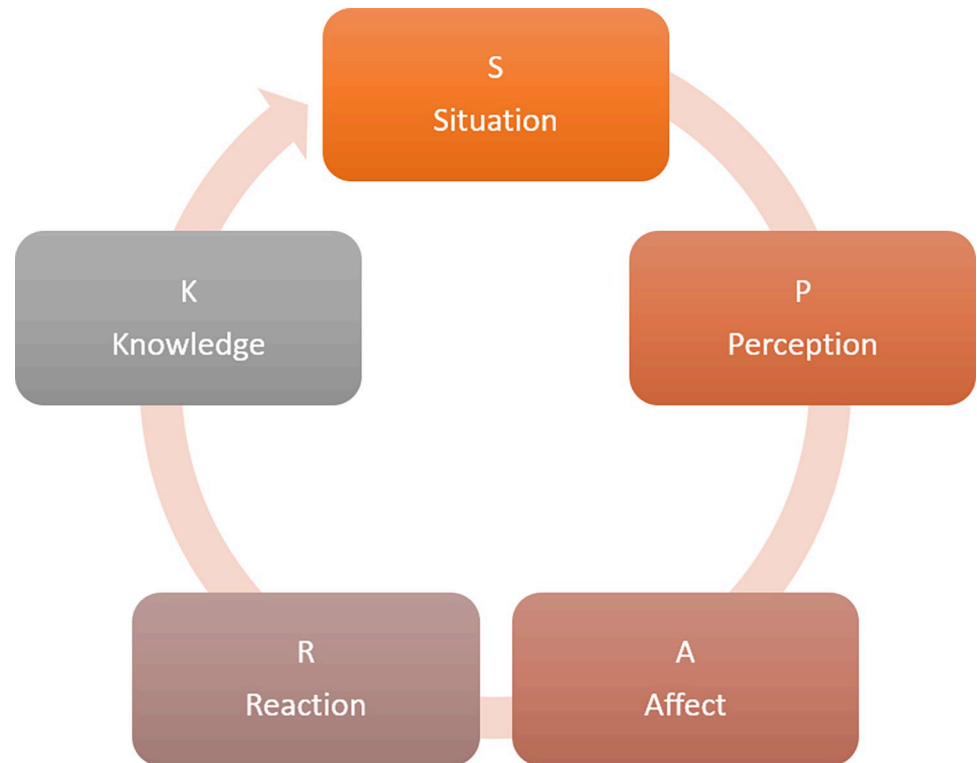 S
Situation
P
Perception
A
Affect
R
Reaction
K
Knowledge